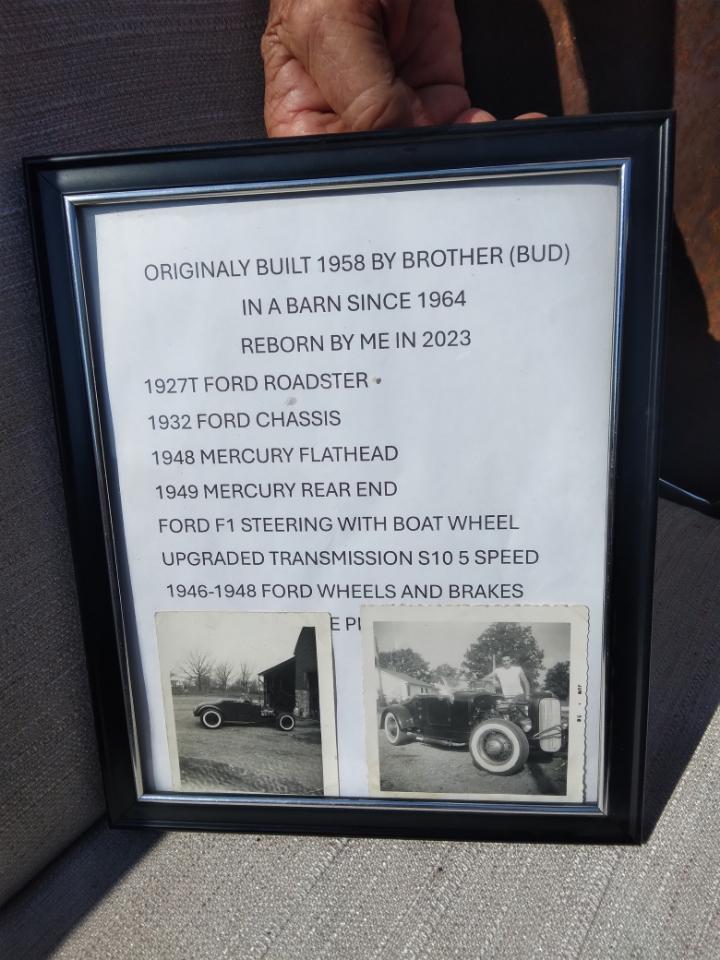 ORIGINALY BUILT 1958 BY BROTHER (BUD)
IN A BARN SINCE 1964
REBORN BY ME IN 2023
1927T FORD ROADSTER
1932 FORD CHASSIS
1948 MERCURY FLATHEAD
1949 MERCURY REAR END
FORD F1 STEERING WITH BOAT WHEEL
UPGRADED TRANSMISSION S10 5 SPEED
1946-1948 FORD WHEELS AND BRAKES